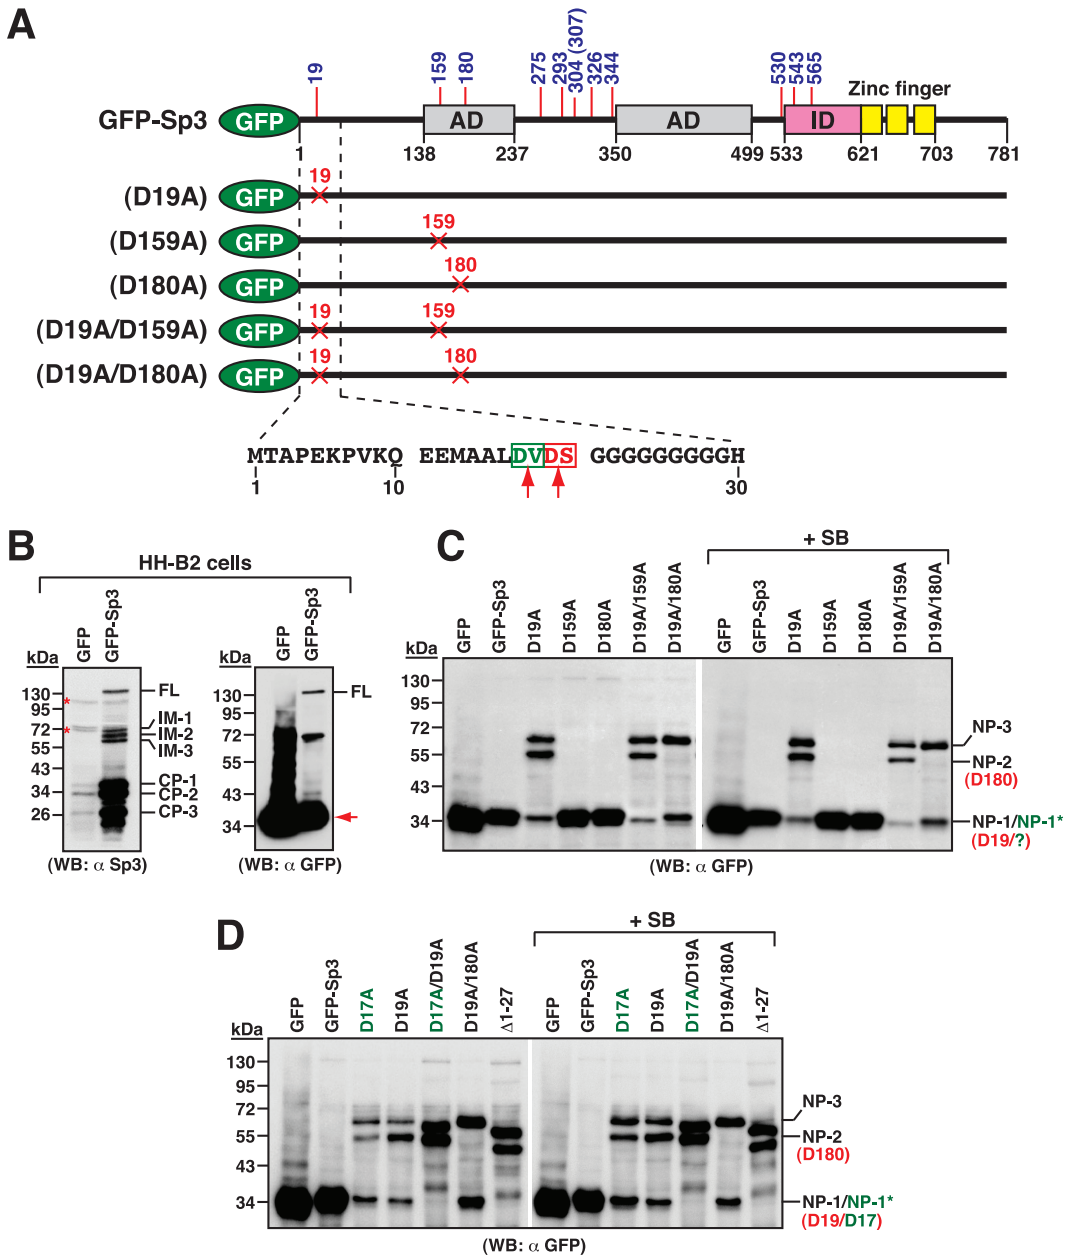 A
19
159
180
275
293
304 (307)
326
344
530
543
565
Zinc finger
GFP-Sp3
GFP
AD
AD
ID
1
138
237
350
499
533
621
703
781
(D19A)
GFP
19
(D159A)
GFP
159
(D180A)
GFP
180
(D19A/D159A)
GFP
19
159
(D19A/D180A)
GFP
19
180
MTAPEKPVKQ EEMAALDVDS GGGGGGGGGH
1
10
30
B
HH-B2 cells
GFP
GFP-Sp3
kDa
130
95
72
55
43
34
26
*
*
FL
IM-1
IM-2
IM-3
CP-1
CP-2
CP-3
(WB: α Sp3)
GFP
GFP-Sp3
kDa
130
95
72
55
43
34
FL
(WB: α GFP)
C
+ SB
GFP
GFP-Sp3
D19A
D159A
D180A
D19A/159A
D19A/180A
GFP
GFP-Sp3
D19A
D159A
D180A
D19A/159A
D19A/180A
kDa
130
95
72
55
43
34
NP-3
NP-2
(D180)
NP-1/NP-1*
(D19/?)
(WB: α GFP)
D
+ SB
GFP
GFP-Sp3
D17A
D19A
D17A/D19A
D19A/180A
Δ1-27
GFP
GFP-Sp3
D17A
D19A
D17A/D19A
D19A/180A
Δ1-27
kDa
130
95
72
55
43
34
NP-3
NP-2
(D180)
NP-1/NP-1*
(D19/D17)
(WB: α GFP)